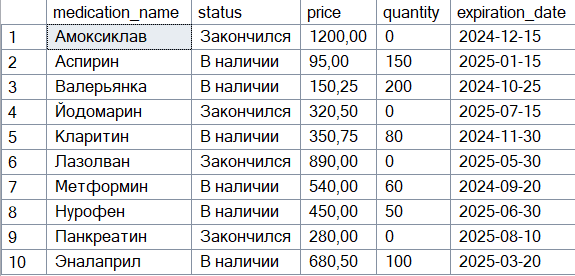 medication_name status price quantity expiration_date
1 Амоксиклав Закончился 1200,00 0 2024-12-15
2 Аспирин В наличии 95,00 150 2025-01-15
3 Валерьянка В наличии 150,25 200 2024-10-25
4 Йодомарин Закончился 320,50 0 2025-07-15
5 Кларитин В наличии 350,75 80 2024-11-30
6 Лазолван Закончился 890,00 0 2025-05-30
7 Метформин В наличии 540,00 60 2024-09-20
8 Нурофен В наличии 450,00 50 2025-06-30
9 Панкреатин Закончился 280,00 0 2025-08-10
10 Эналаприл В наличии 680,50 100 2025-03-20